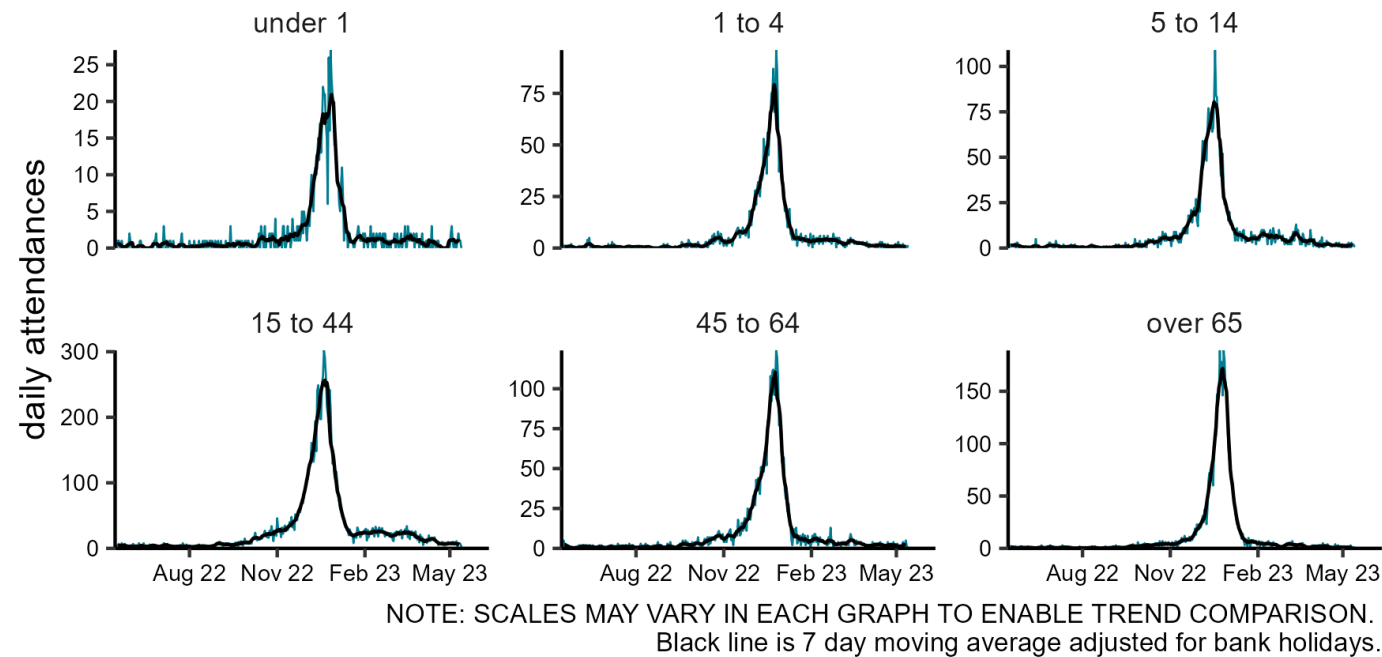 under 1
1 to 4
5 to 14
25
20
15
10
5
0
75
50
25
0
100
75
50
25
0
daily attendances
15 to 44
45 to 64
over 65
300
200
100
0
100
75
50
25
0
150
100
50
0
Aug 22 Nov 22 Feb 23 May 23
Aug 22 Nov 22 Feb 23 May 23
Aug 22 Nov 22 Feb 23 May 23
NOTE: SCALES MAY VARY IN EACH GRAPH TO ENABLE TREND COMPARISON.
Black line is 7 day moving average adjusted for bank holidays.